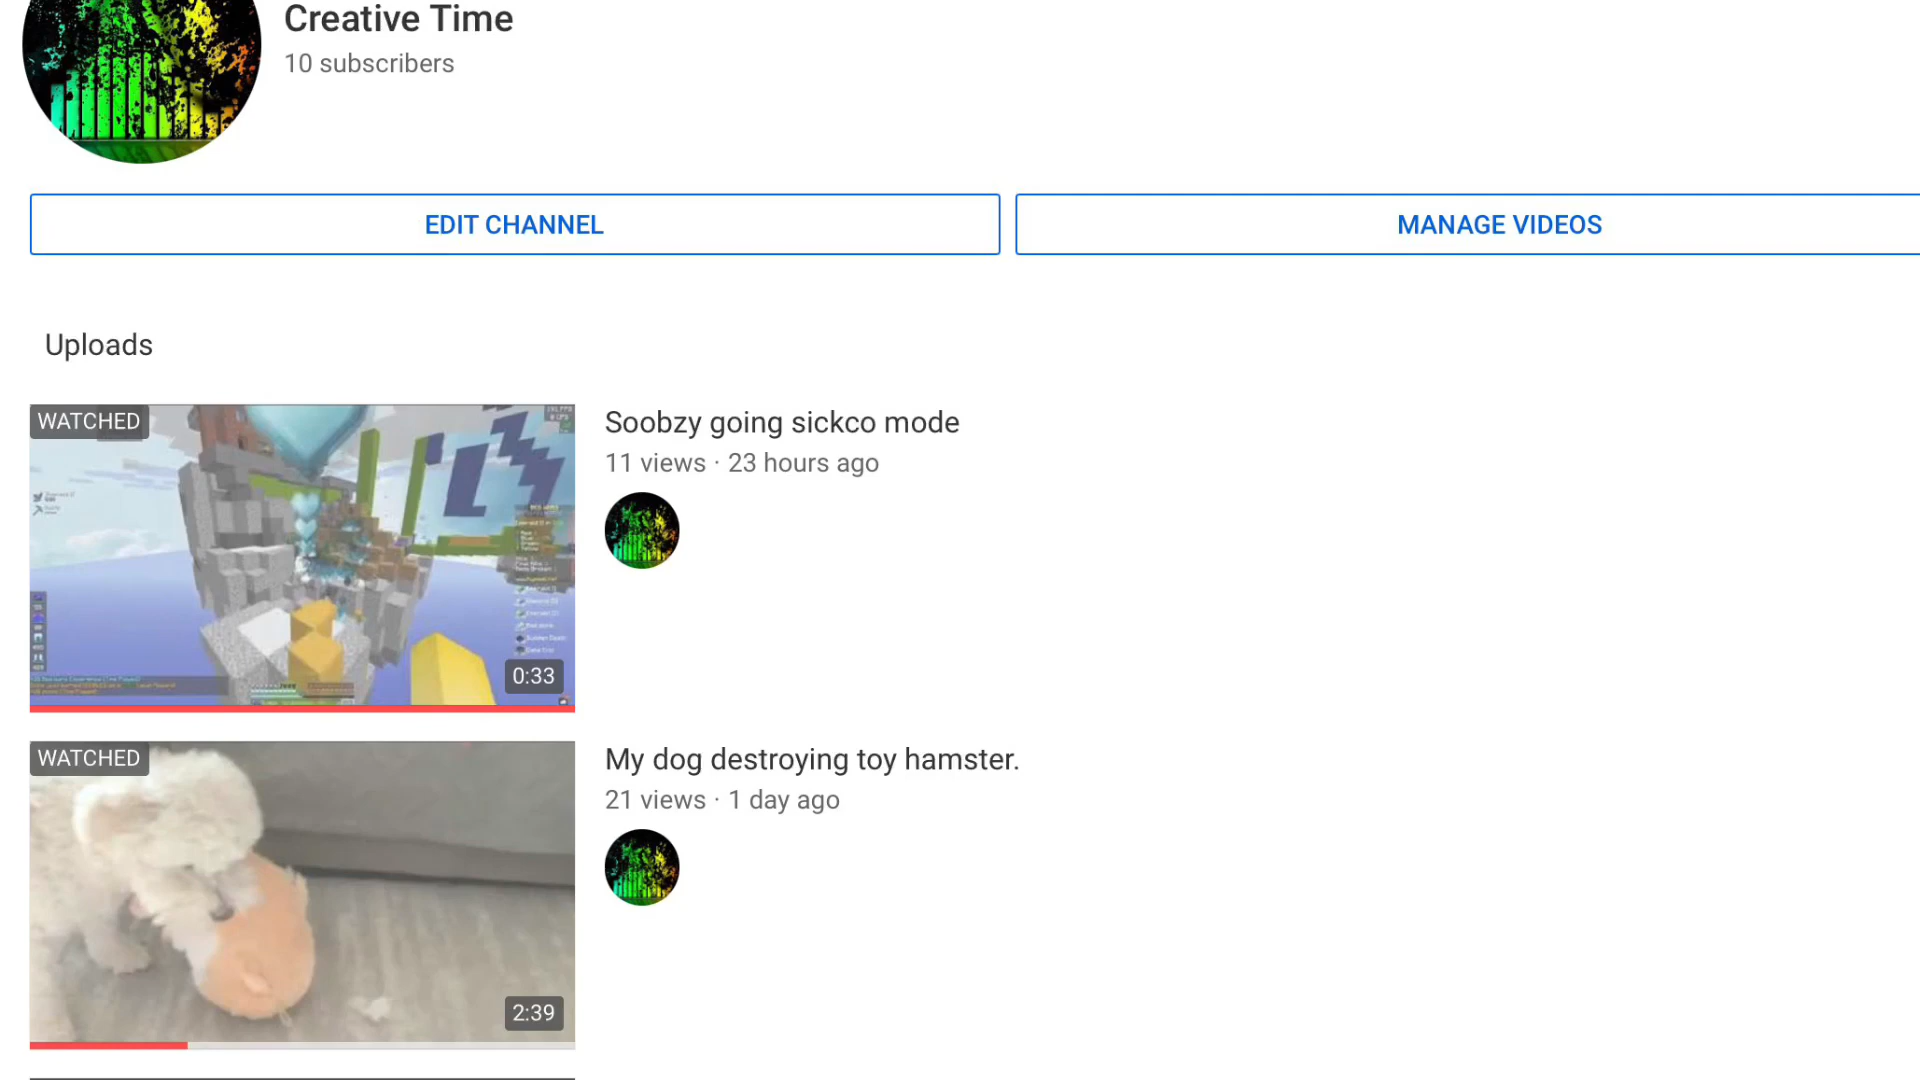 Creative Time
10 subscribers
EDIT CHANNEL
MANAGE VIDEOS
Uploads
WATCHED
Soobzy going sickco mode
11 views · 23 hours ago
0:33
WATCHED
My dog destroying toy hamster.
21 views · 1 day ago
2:39